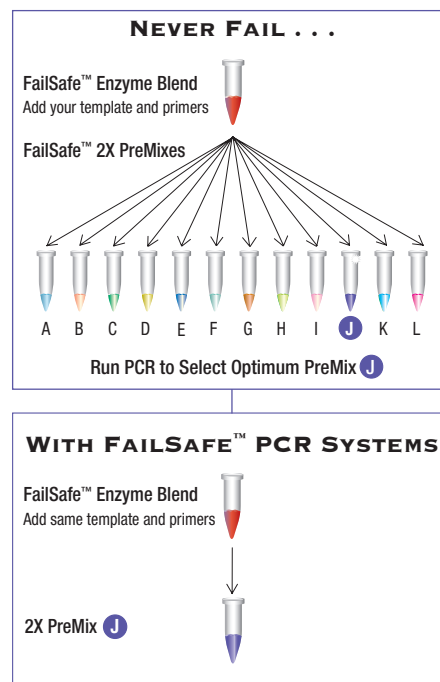 NEVER FAIL . . .
FailSafe™ Enzyme Blend
Add your template and primers
FailSafe™ 2X PreMixes
A B C D E F G H I J K L
Run PCR to Select Optimum PreMix J
WITH FAILSAFE™ PCR SYSTEMS
FailSafe™ Enzyme Blend
Add same template and primers
2X PreMix J